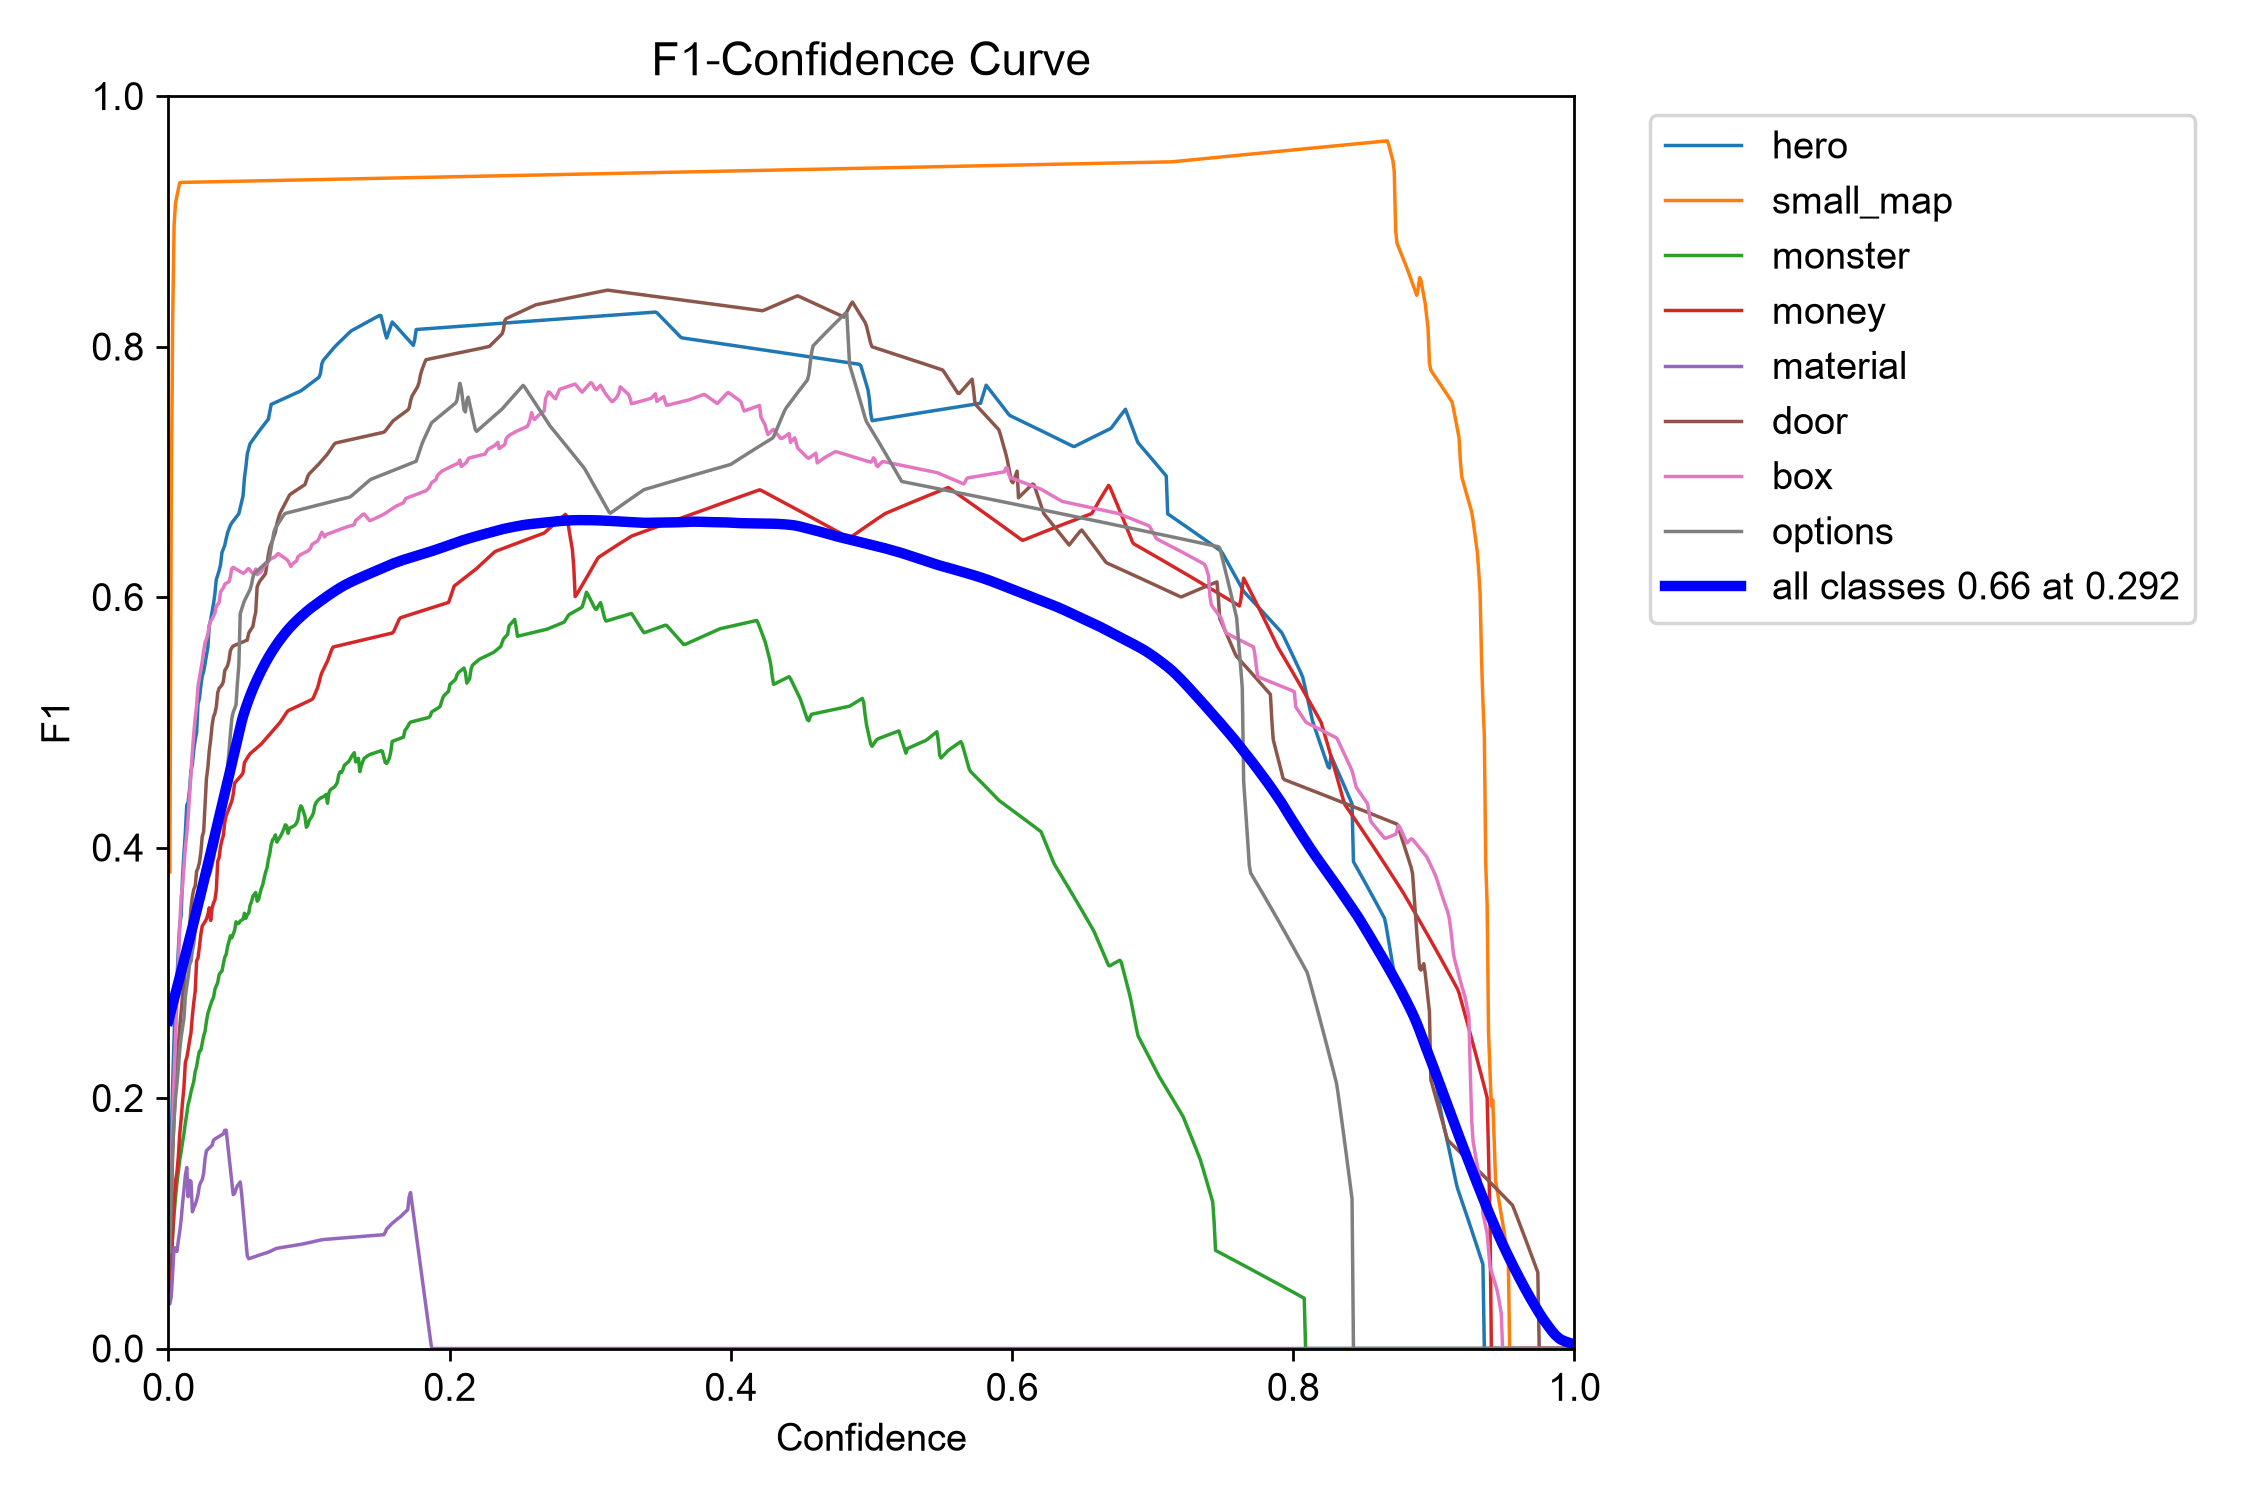 F1-Confidence Curve
1.0
0.8
0.6
0.4
0.2
0.0
F1
0.0 0.2 0.4 0.6 0.8 1.0
Confidence
hero
small_map
monster
money
material
door
box
options
all classes 0.66 at 0.292